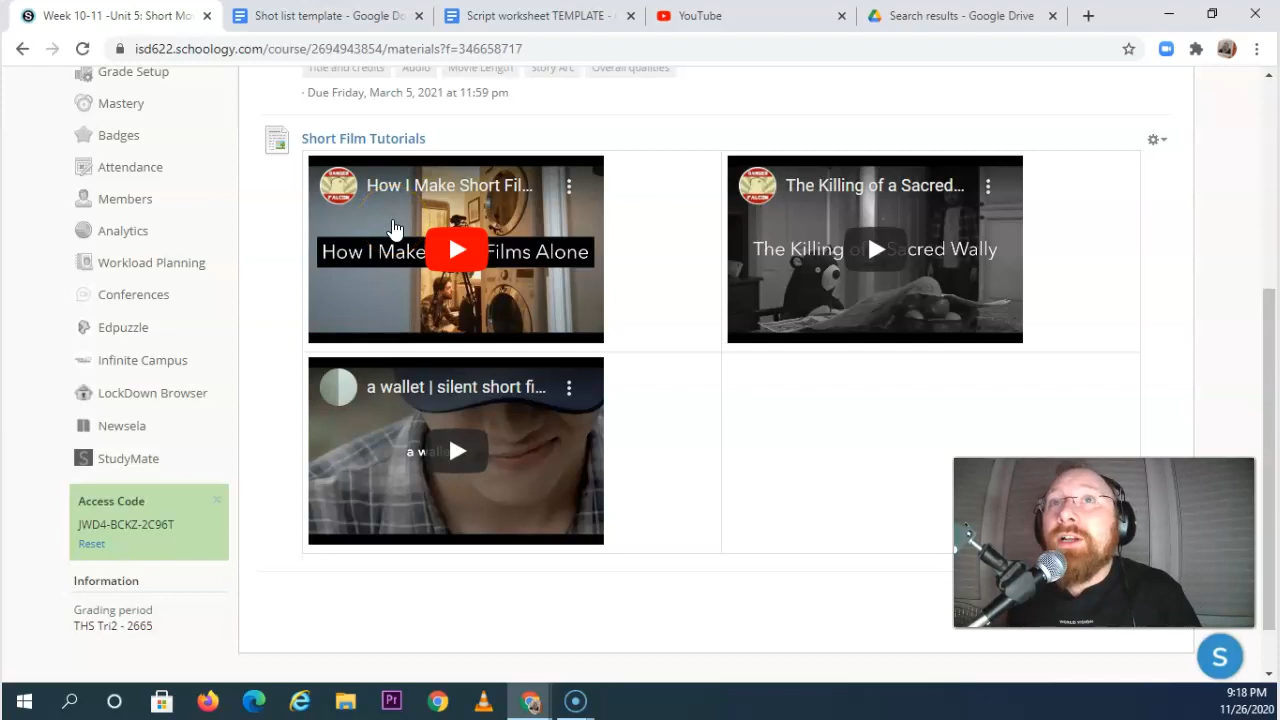 Week 10-11 -Unit 5: Short Mo
Shot list template - Google Do
Script worksheet TEMPLATE -
YouTube
Search results - Google Drive
isd622.schoology.com/course/2694943854/materials?f=346658717
Grade Setup
Mastery
Badges
Attendance
Members
Analytics
Workload Planning
Conferences
Edpuzzle
Infinite Campus
LockDown Browser
Newsela
StudyMate
Access Code
JWD4-BCKZ-2C96T
Reset
Information
Grading period
THS Tri2 - 2665
Title and credits Audio Movie Length Story Arc Overall qualities
· Due Friday, March 5, 2021 at 11:59 pm
Short Film Tutorials
How I Make Short Fil...
How I Make Films Alone
The Killing of a Sacred...
The Killing of a Sacred Wally
a wallet | silent short fi...
a wall
WORLD VISION
S
Pr
9:18 PM
11/26/2020